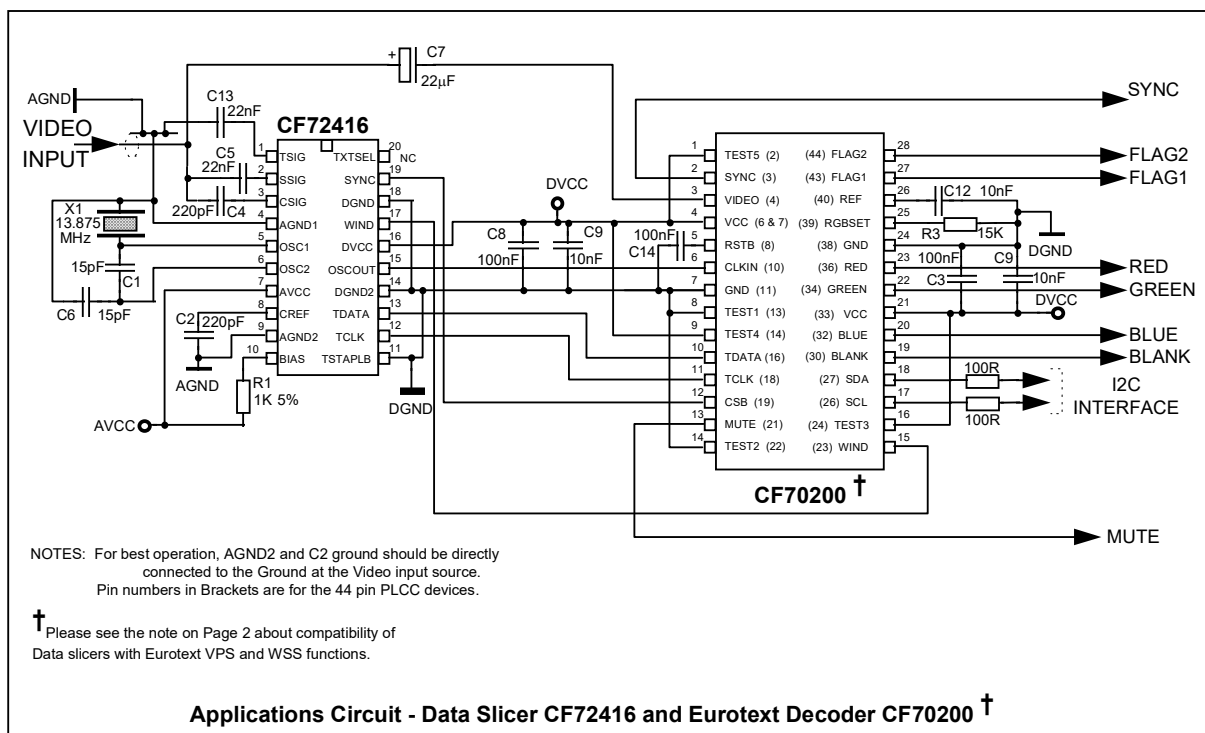 C7
+
22µF
AGND
C13
22nF
VIDEO
INPUT
CF72416
SYNC
C5
22nF
220pF
C4
1
TSIG
2
SSIG
3
CSIG
4
AGND1
5
OSC1
6
OSC2
7
AVCC
8
CREF
9
AGND2
10
BIAS
TXTSEL
20
NC
SYNC
19
DGND
18
WIND
17
DVCC
16
OSCOUT
15
DGND2
14
TDATA
13
TCLK
12
TSTAPLB
11
X1
13.875
MHz
15pF
C1
C6
15pF
C2
220pF
AGND
R1
1K 5%
AVCC
DGND
DVCC
C8
100nF
C9
10nF
100nF
C14
1
TEST5 (2)
2
SYNC (3)
3
VIDEO (4)
4
VCC (6 & 7)
5
RSTB (8)
6
CLKIN (10)
7
GND (11)
8
TEST1 (13)
9
TEST4 (14)
10
TDATA (16)
11
TCLK (18)
12
CSB (19)
13
MUTE (21)
14
TEST2 (22)
(44) FLAG2
28
(43) FLAG1
27
(40) REF
26
(39) RGBSET
25
(38) GND
24
(36) RED
23
(34) GREEN
22
(33) VCC
21
(32) BLUE
20
(30) BLANK
19
(27) SDA
18
(26) SCL
17
(24) TEST3
16
(23) WIND
15
CF70200 †
FLAG2
FLAG1
C12
10nF
R3
15K
DGND
100nF
C3
C9
10nF
RED
GREEN
DVCC
BLUE
BLANK
100R
100R
I2C
INTERFACE
MUTE
NOTES: For best operation, AGND2 and C2 ground should be directly
connected to the Ground at the Video input source.
Pin numbers in Brackets are for the 44 pin PLCC devices.
† Please see the note on Page 2 about compatibility of
Data slicers with Eurotext VPS and WSS functions.
Applications Circuit - Data Slicer CF72416 and Eurotext Decoder CF70200 †